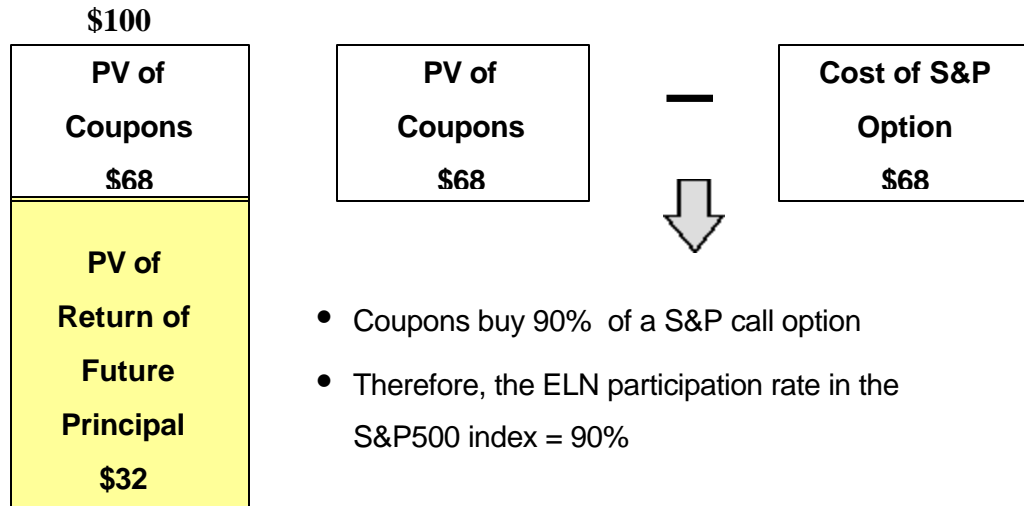 $100
PV of
Coupons
$68
PV of
Return of
Future
Principal
$32
PV of
Coupons
$68
–
Cost of S&P
Option
$68
• Coupons buy 90% of a S&P call option
• Therefore, the ELN participation rate in the
S&P500 index = 90%